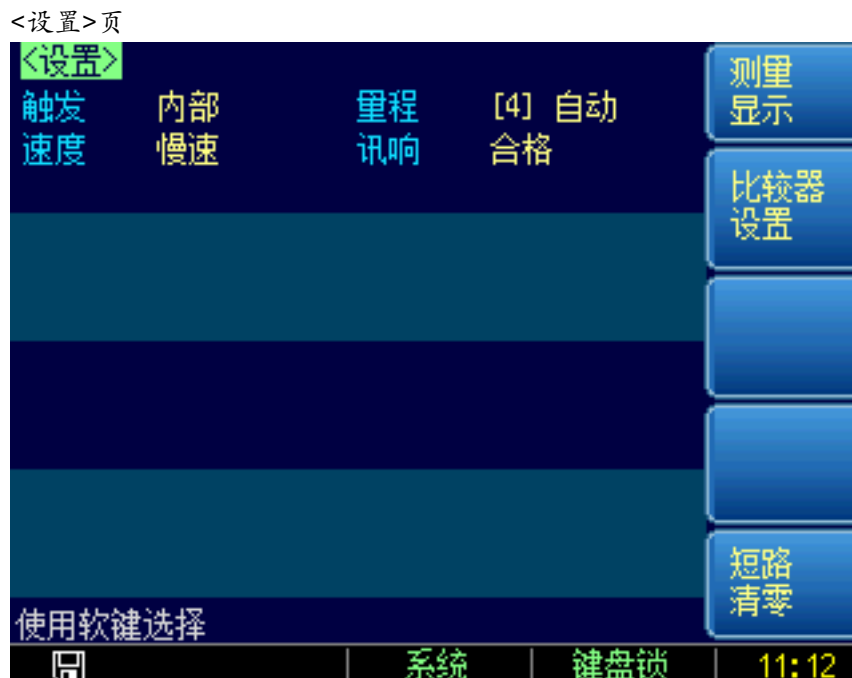 <设置>页
<设置>
触发 内部 量程 [4] 自动
速度 慢速 讯响 合格
测量
显示
比较器
设置
短路
清零
使用软键选择
系统 键盘锁 11:12